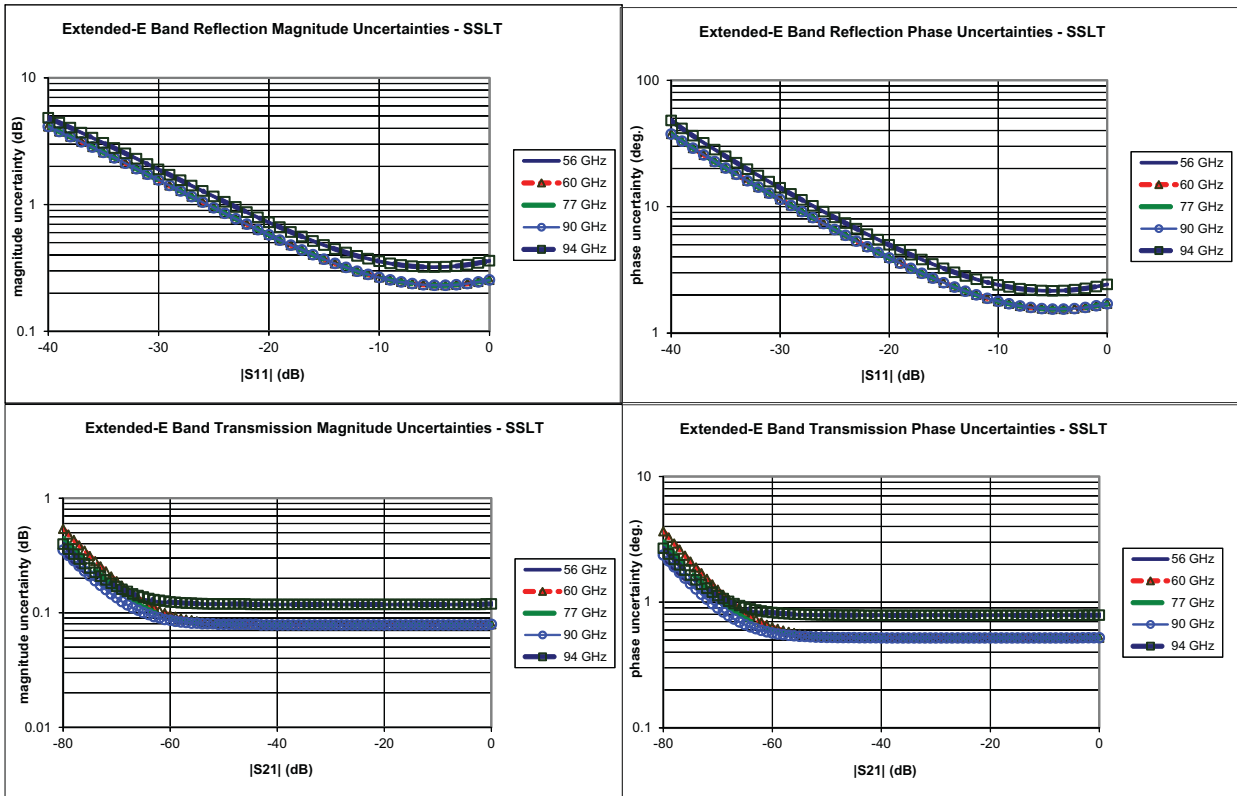 Extended-E Band Reflection Magnitude Uncertainties - SSLT
magnitude uncertainty (dB)
10
1
0.1
-40
-30
-20
-10
0
|S11| (dB)
56 GHz
60 GHz
77 GHz
90 GHz
94 GHz
Extended-E Band Reflection Phase Uncertainties - SSLT
phase uncertainty (deg.)
100
10
1
-40
-30
-20
-10
0
|S11| (dB)
56 GHz
60 GHz
77 GHz
90 GHz
94 GHz
Extended-E Band Transmission Magnitude Uncertainties - SSLT
magnitude uncertainty (dB)
1
0.1
0.01
-80
-60
-40
-20
0
|S21| (dB)
56 GHz
60 GHz
77 GHz
90 GHz
94 GHz
Extended-E Band Transmission Phase Uncertainties - SSLT
phase uncertainty (deg.)
10
1
0.1
-80
-60
-40
-20
0
|S21| (dB)
56 GHz
60 GHz
77 GHz
90 GHz
94 GHz